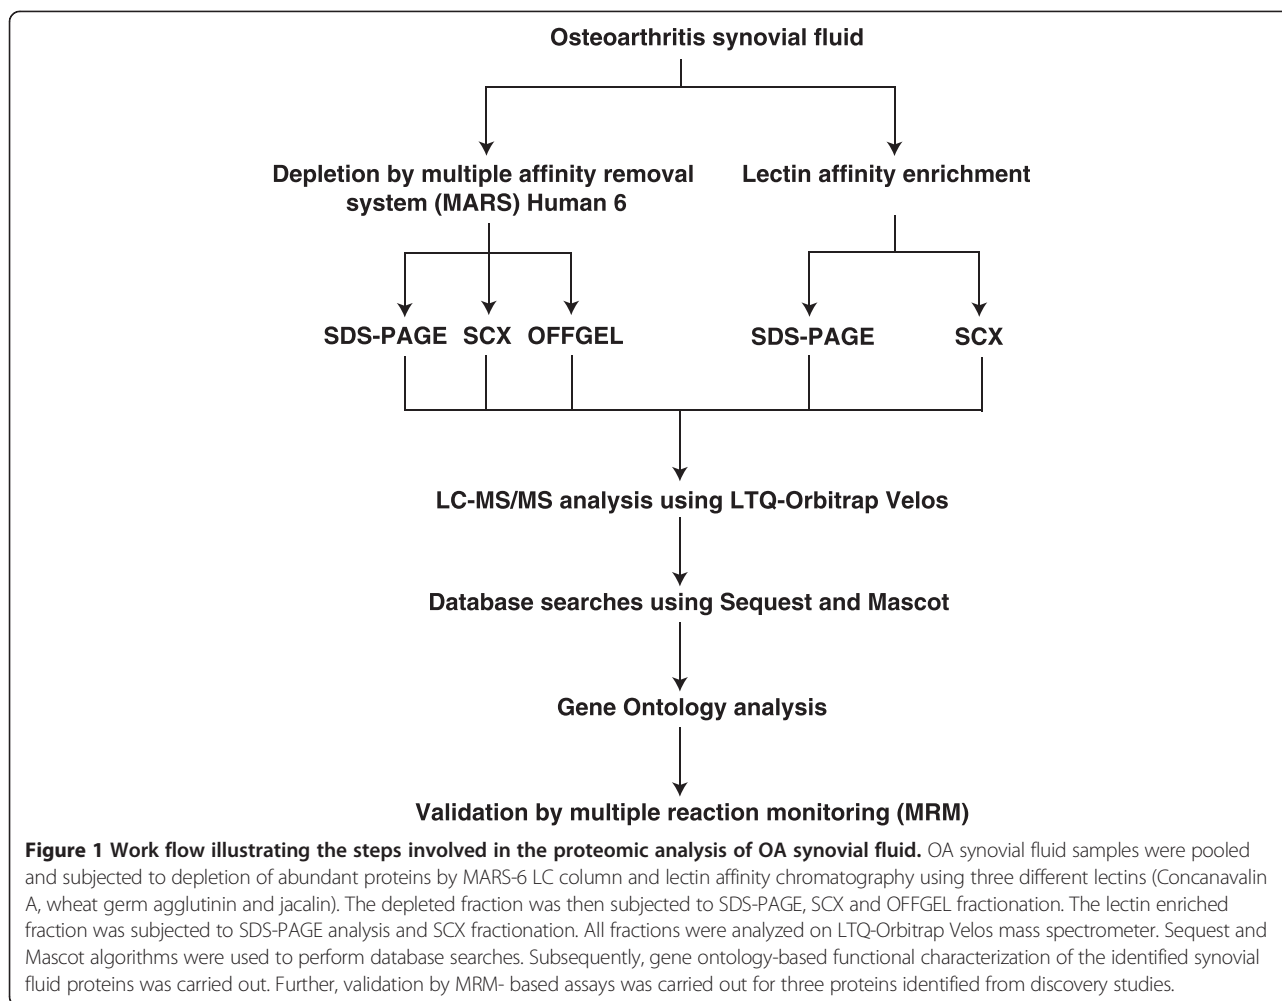 Osteoarthritis synovial fluid
Depletion by multiple affinity removal
system (MARS) Human 6
Lectin affinity enrichment
SDS-PAGE SCX OFFGEL
SDS-PAGE SCX
LC-MS/MS analysis using LTQ-Orbitrap Velos
Database searches using Sequest and Mascot
Gene Ontology analysis
Validation by multiple reaction monitoring (MRM)
Figure 1 Work flow illustrating the steps involved in the proteomic analysis of OA synovial fluid. OA synovial fluid samples were pooled
and subjected to depletion of abundant proteins by MARS-6 LC column and lectin affinity chromatography using three different lectins (Concanavalin
A, wheat germ agglutinin and jacalin). The depleted fraction was then subjected to SDS-PAGE, SCX and OFFGEL fractionation. The lectin enriched
fraction was subjected to SDS-PAGE analysis and SCX fractionation. All fractions were analyzed on LTQ-Orbitrap Velos mass spectrometer. Sequest and
Mascot algorithms were used to perform database searches. Subsequently, gene ontology-based functional characterization of the identified synovial
fluid proteins was carried out. Further, validation by MRM- based assays was carried out for three proteins identified from discovery studies.